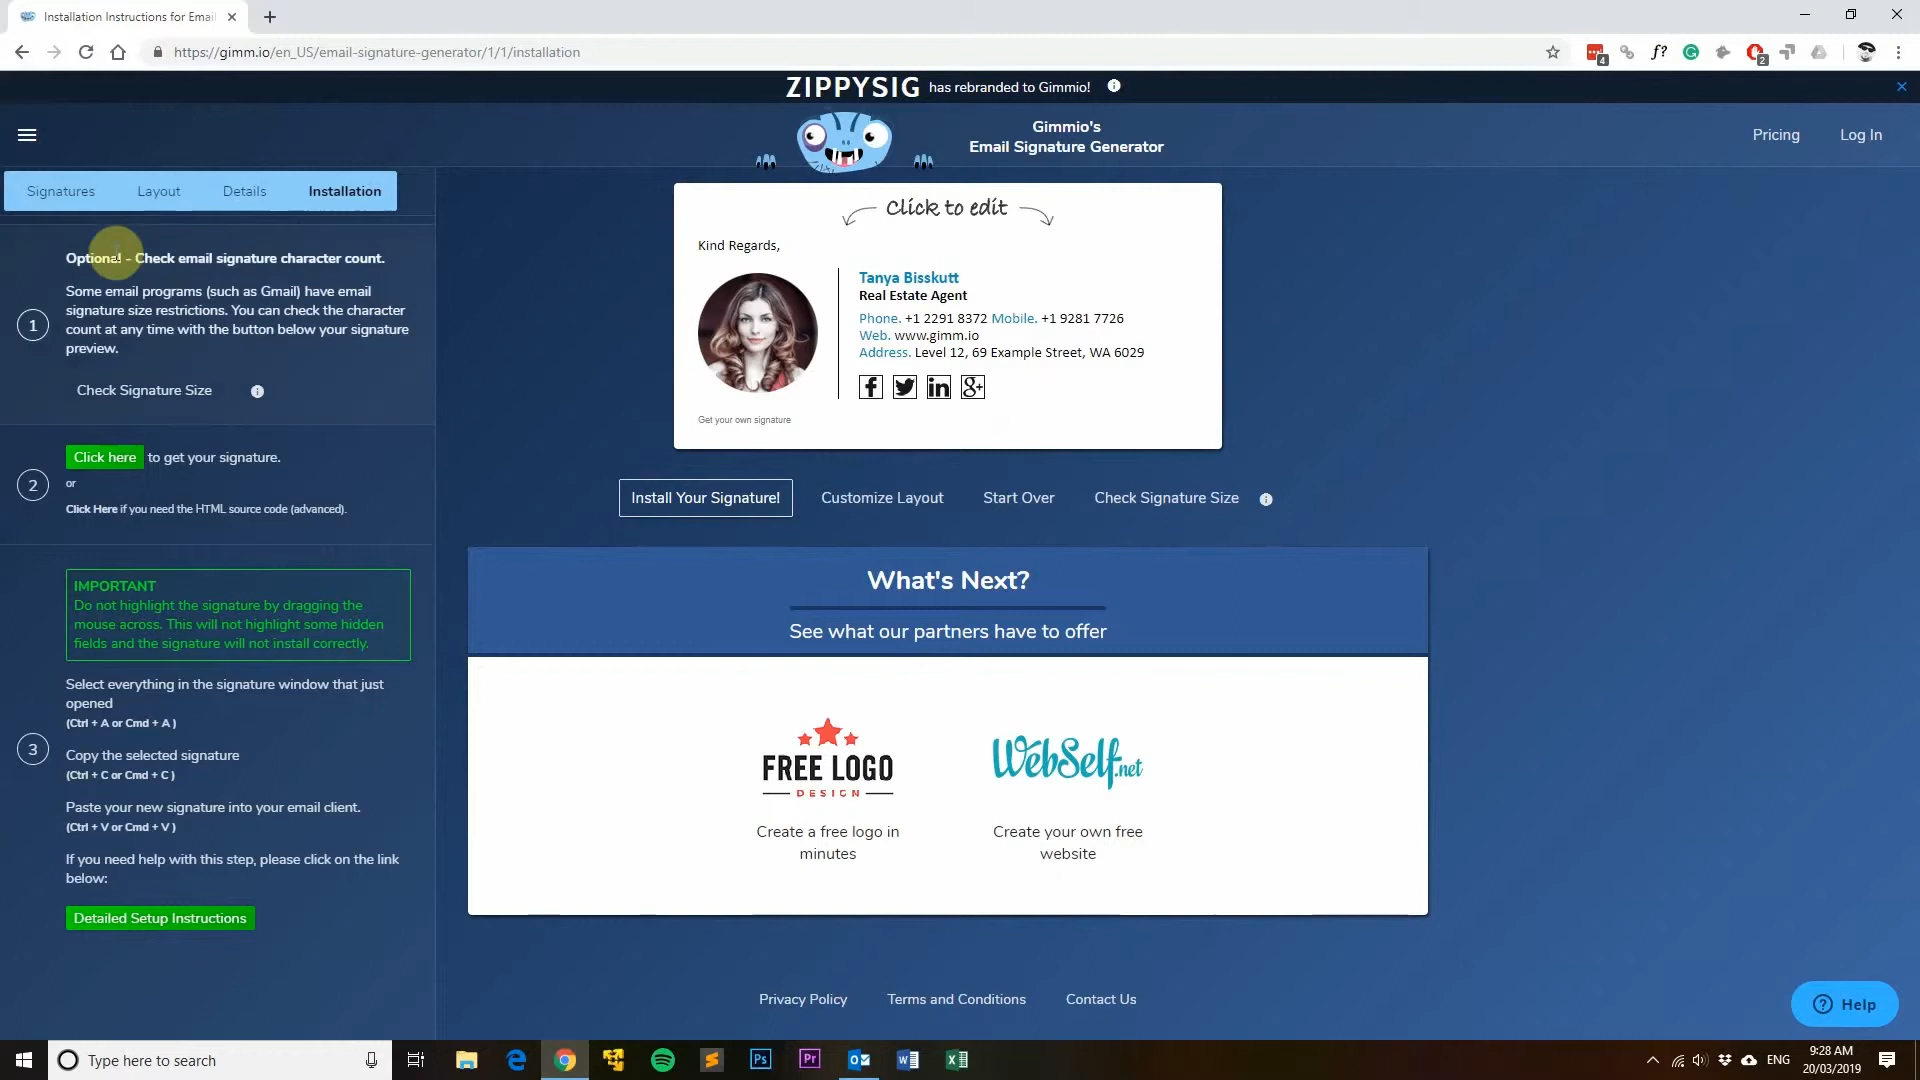 Installation Instructions for Email
https://gimm.io/en_US/email-signature-generator/1/1/installation
ZIPPYSIG has rebranded to Gimmio!
Gimmio's
Email Signature Generator
Pricing
Log In
Signatures
Layout
Details
Installation
1
Optional - Check email signature character count.
Some email programs (such as Gmail) have email
signature size restrictions. You can check the character
count at any time with the button below your signature
preview.
Check Signature Size
2
Click here to get your signature.
or
Click Here if you need the HTML source code (advanced).
IMPORTANT
Do not highlight the signature by dragging the
mouse across. This will not highlight some hidden
fields and the signature will not install correctly.
3
Select everything in the signature window that just
opened
(Ctrl + A or Cmd + A )
Copy the selected signature
(Ctrl + C or Cmd + C )
Paste your new signature into your email client.
(Ctrl + V or Cmd + V )
If you need help with this step, please click on the link
below:
Detailed Setup Instructions
Click to edit
Kind Regards,
Tanya Bisskutt
Real Estate Agent
Phone. +1 2291 8372 Mobile. +1 9281 7726
Web. www.gimm.io
Address. Level 12, 69 Example Street, WA 6029
Get your own signature
Install Your Signature!
Customize Layout
Start Over
Check Signature Size
What's Next?
See what our partners have to offer
FREE LOGO
DESIGN
Create a free logo in
minutes
WebSelf.net
Create your own free
website
Privacy Policy
Terms and Conditions
Contact Us
Help
Type here to search
ENG
9:28 AM
20/03/2019